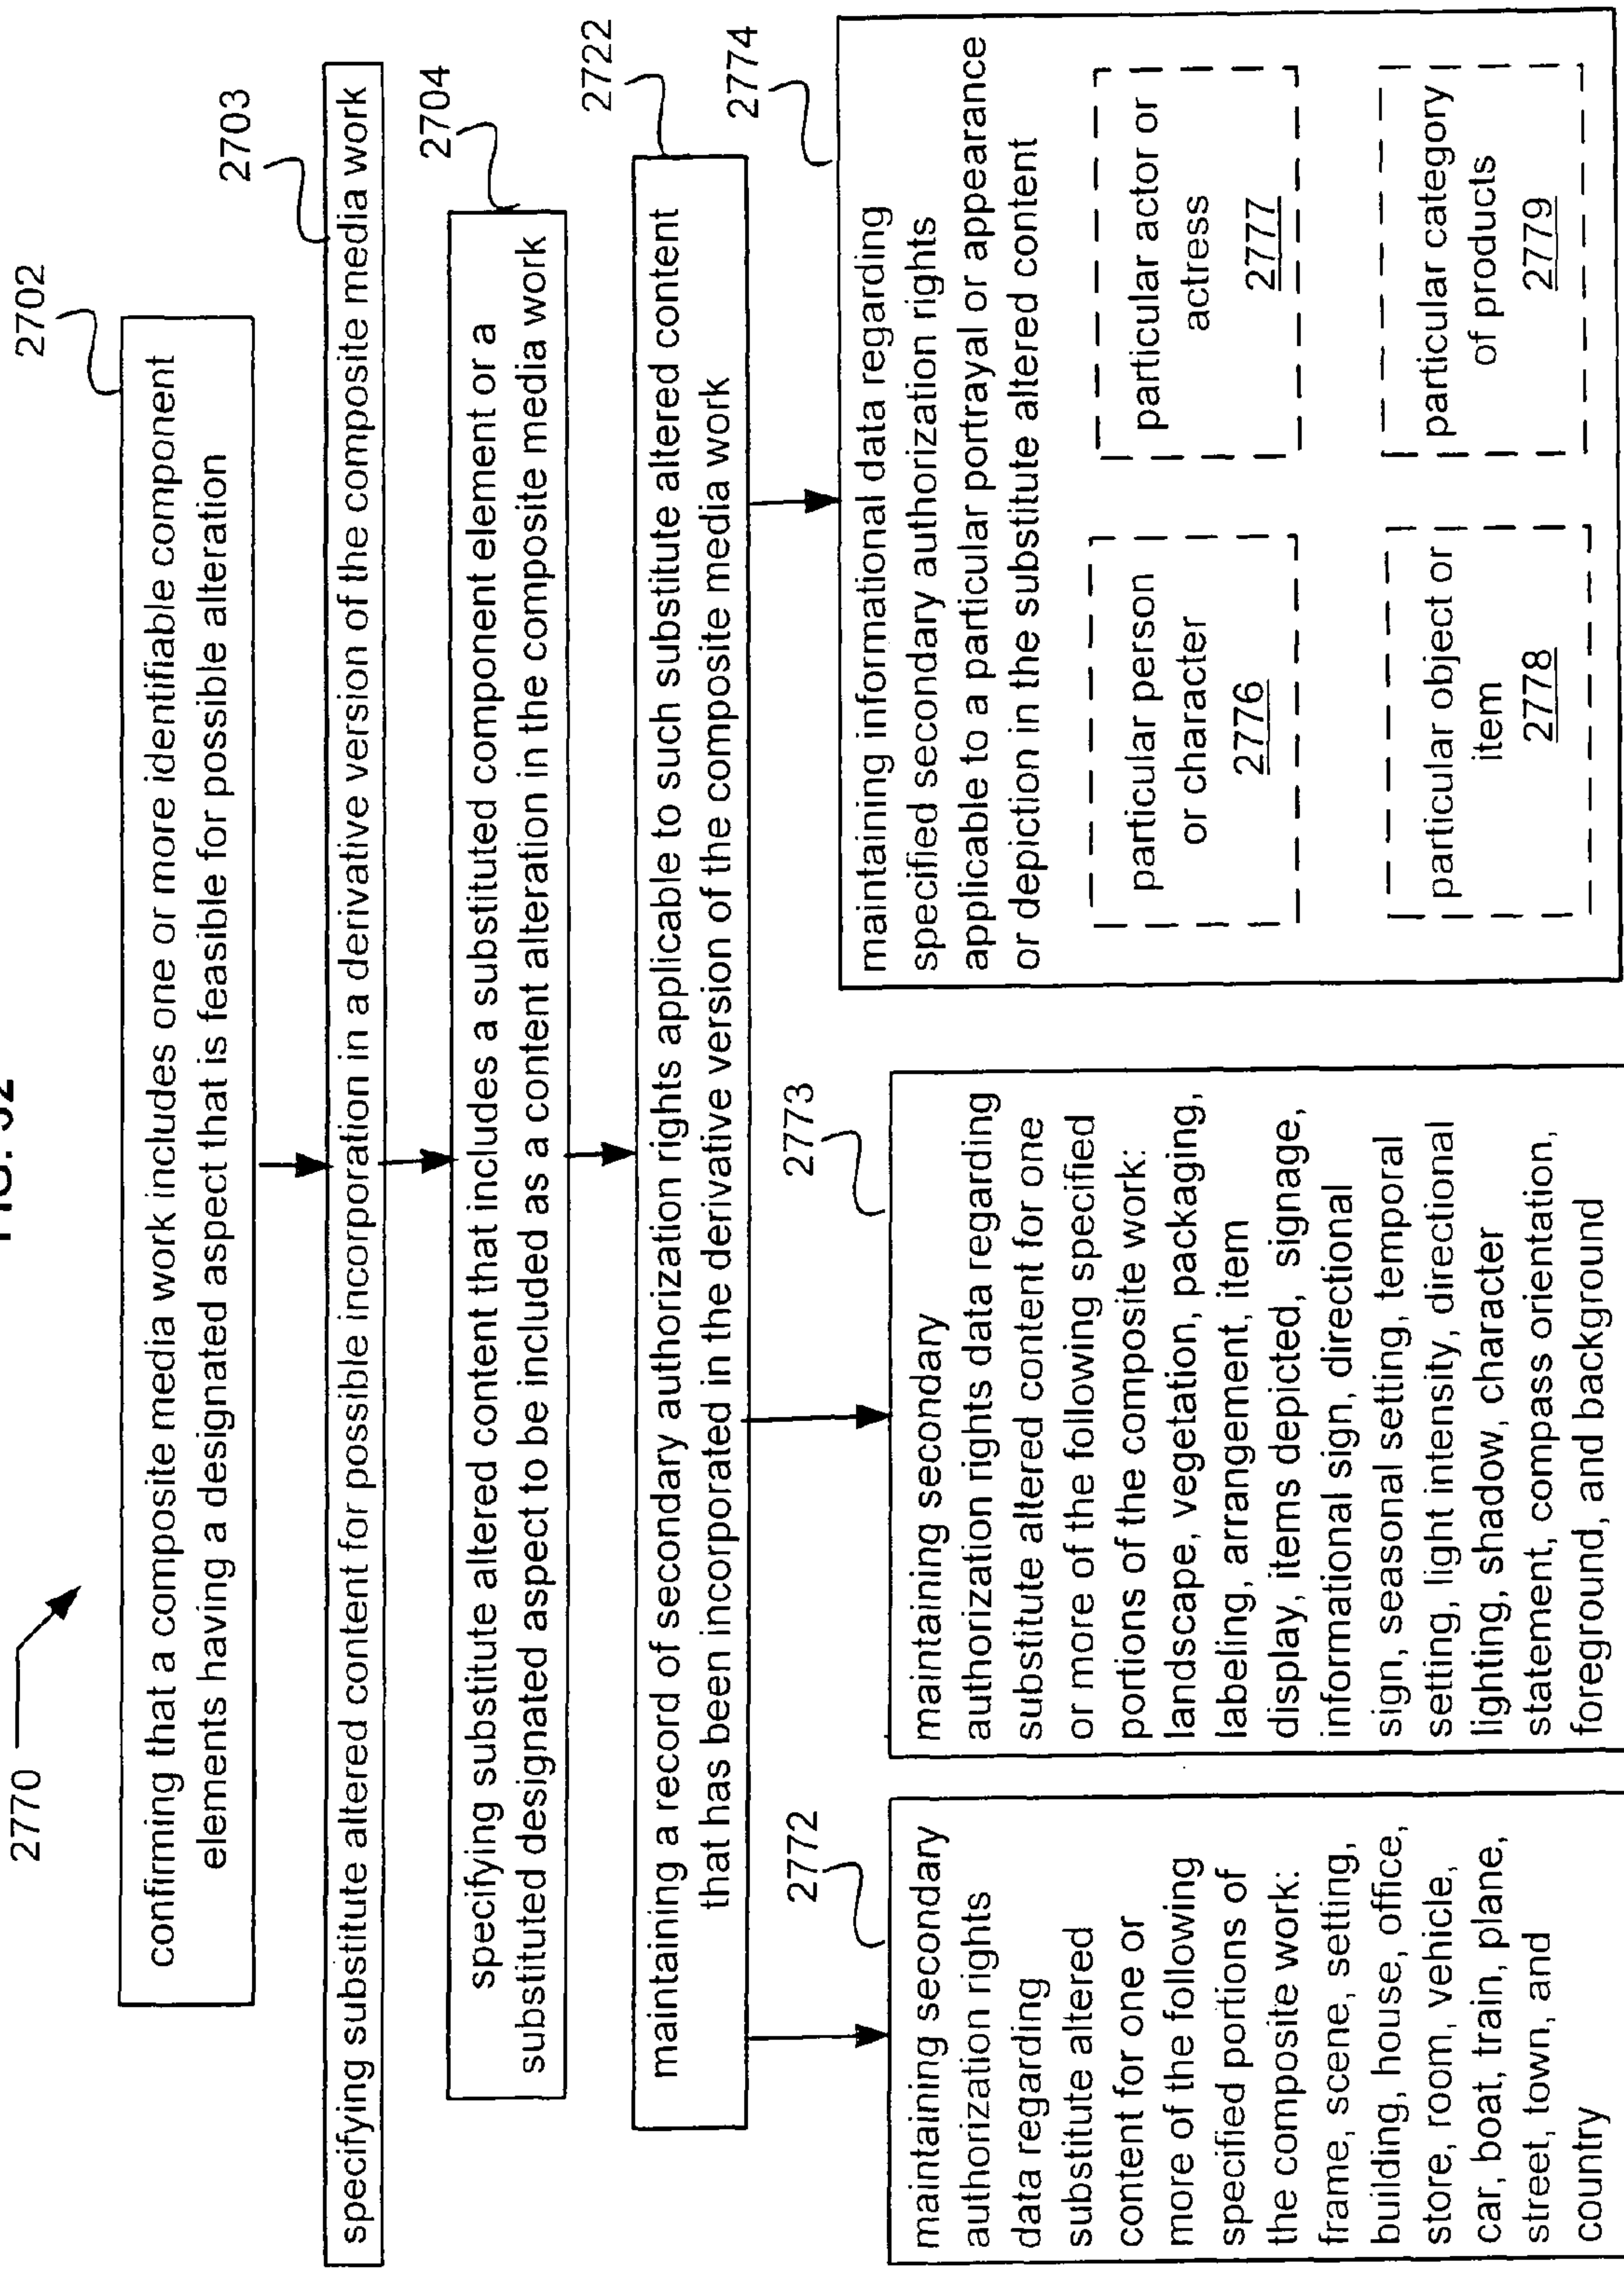 2770
2702
confirming that a composite media work includes one or more identifiable component
elements having a designated aspect that is feasible for possible alteration
2703
specifying substitute altered content for possible incorporation in a derivative version of the composite media work
2704
specifying substitute altered content that includes a substituted component element or a
substituted designated aspect to be included as a content alteration in the composite media work
2722
maintaining a record of secondary authorization rights applicable to such substitute altered content
that has been incorporated in the derivative version of the composite media work
2772
maintaining secondary
authorization rights
data regarding
substitute altered
content for one or
more of the following
specified portions of
the composite work:
frame, scene, setting,
building, house, office,
store, room, vehicle,
car, boat, train, plane,
street, town, and
country
2773
maintaining secondary
authorization rights data regarding
substitute altered content for one
or more of the following specified
portions of the composite work:
landscape, vegetation, packaging,
labeling, arrangement, item
display, items depicted, signage,
informational sign, directional
sign, seasonal setting, temporal
setting, light intensity, directional
lighting, shadow, character
statement, compass orientation,
foreground, and background
2774
maintaining informational data regarding
specified secondary authorization rights
applicable to a particular portrayal or appearance
or depiction in the substitute altered content
particular person
or character
2776
particular actor or
actress
2777
particular object or
item
2778
particular category
of products
2779